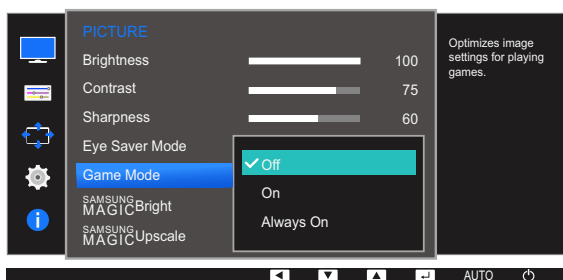 PICTURE
Brightness 100
Contrast 75
Sharpness 60
Eye Saver Mode
Game Mode
SAMSUNG
MAGICBright
SAMSUNG
MAGICUpscale
Off
On
Always On
Optimizes image
settings for playing
games.
AUTO